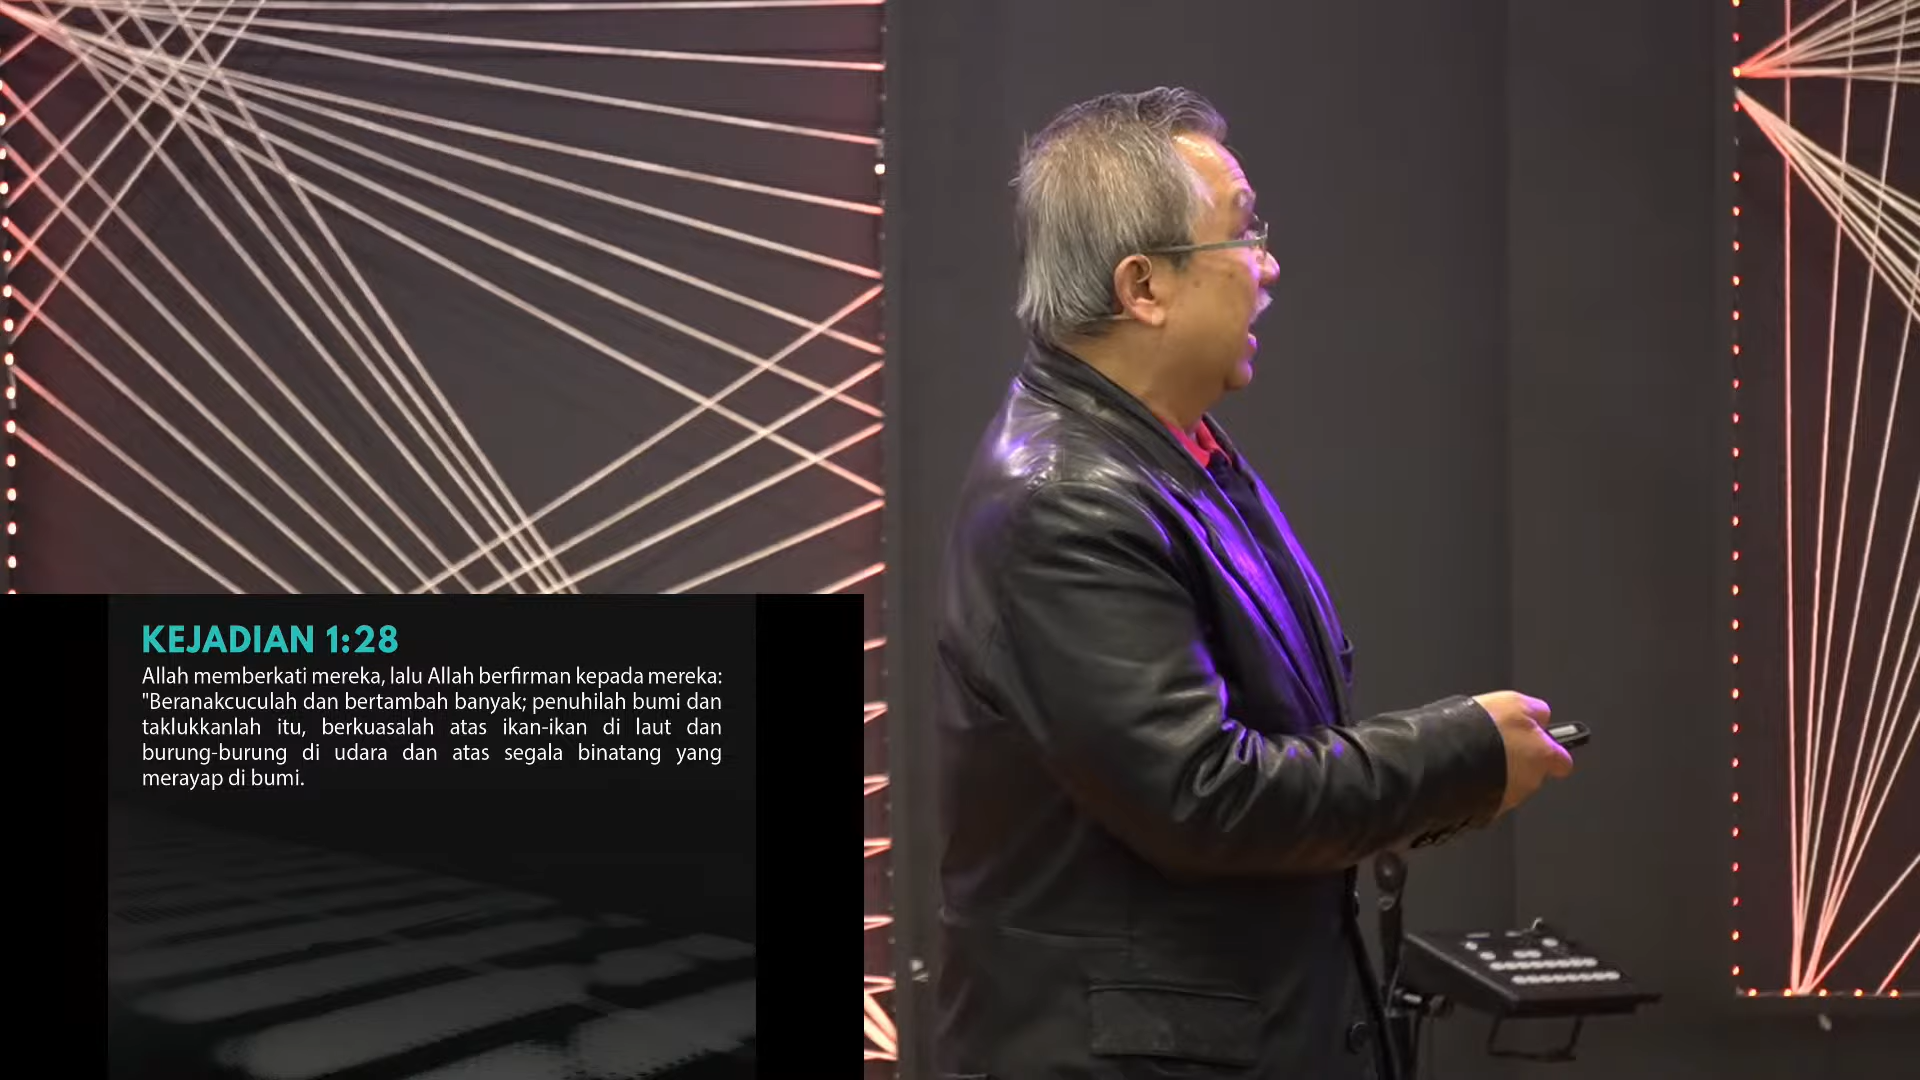 KEJADIAN 1:28
Allah memberkati mereka, lalu Allah berfirman kepada mereka:
"Beranakcuculah dan bertambah banyak; penuhilah bumi dan
taklukkanlah itu, berkuasalah atas ikan-ikan di laut dan
burung-burung di udara dan atas segala binatang yang
merayap di bumi.